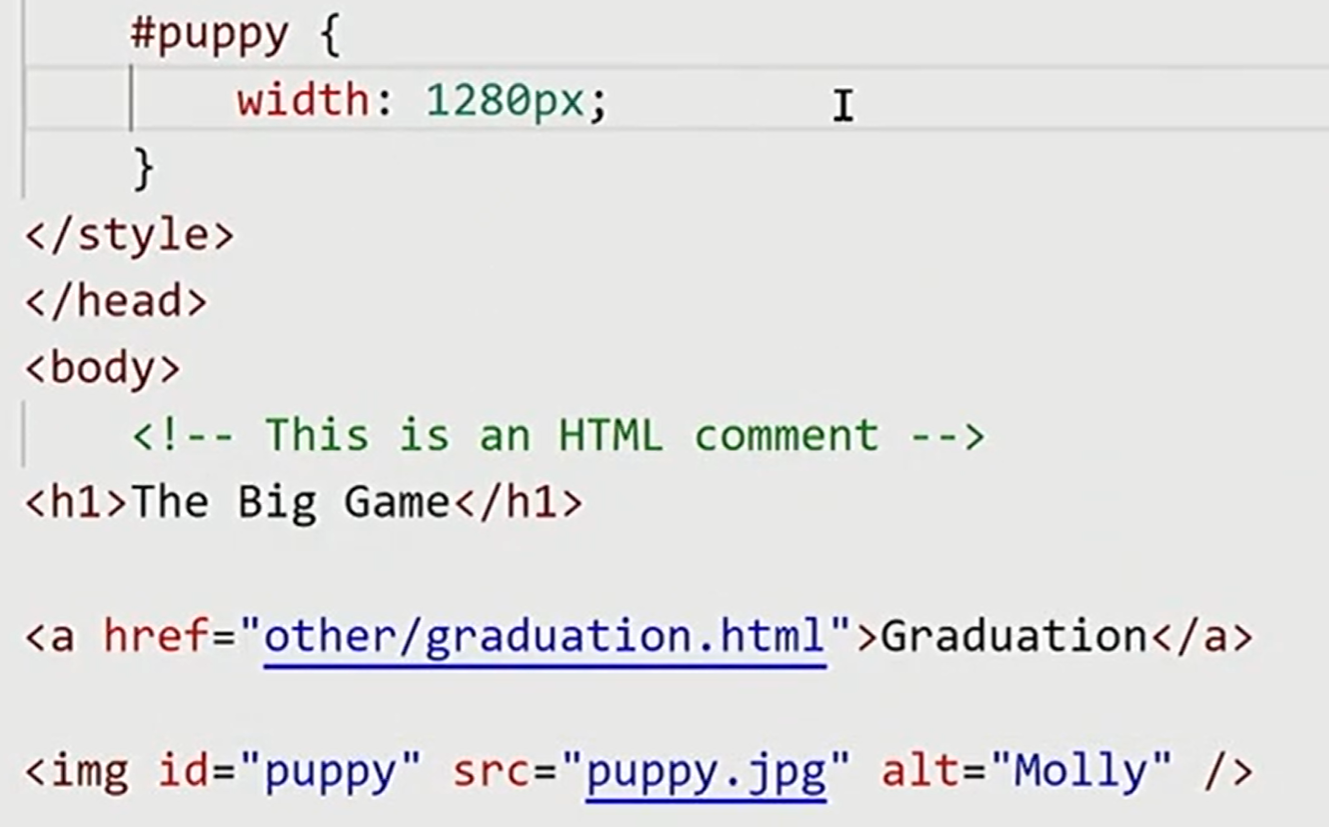 #puppy {
width: 1280px;
}
</style>
</head>
<body>
<!-- This is an HTML comment -->
<h1>The Big Game</h1>
<a href="other/graduation.html">Graduation</a>
<img id="puppy" src="puppy.jpg" alt="Molly" />